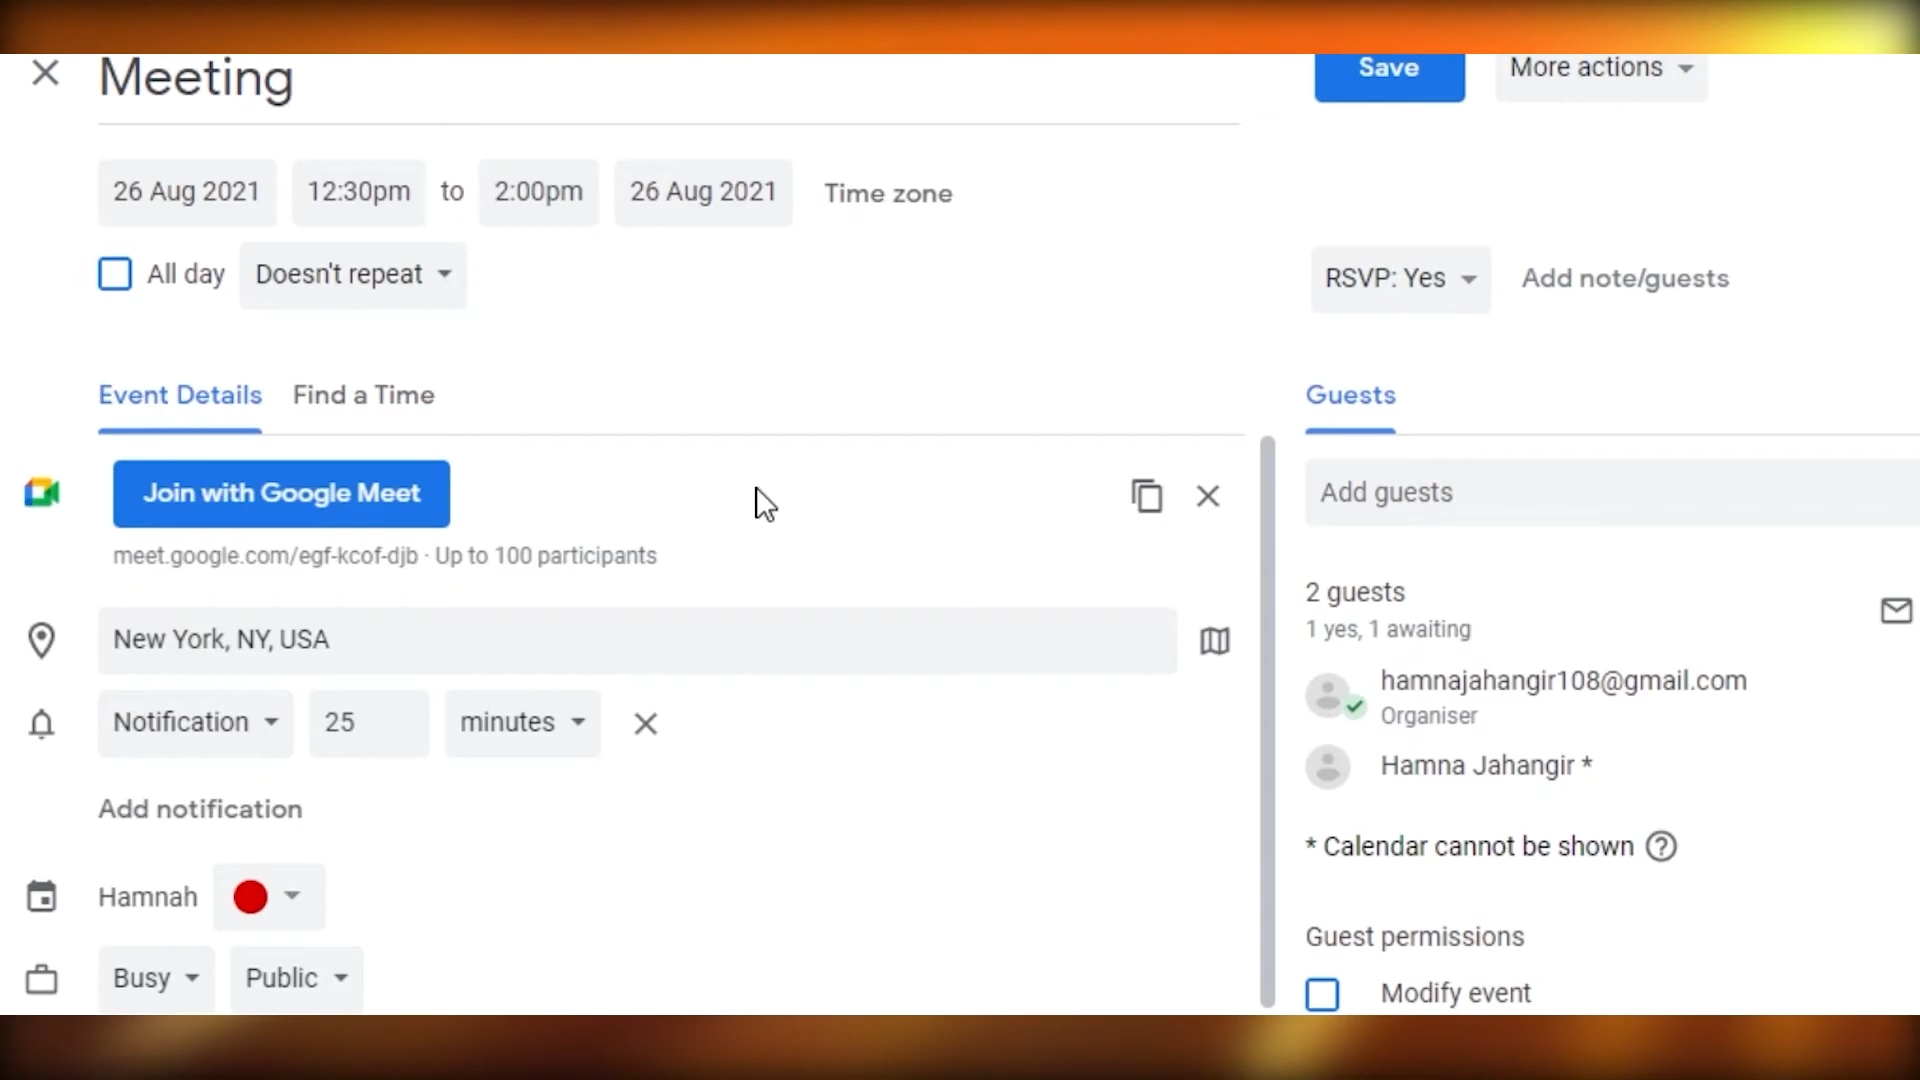 Meeting
Save
More actions
26 Aug 2021 12:30pm to 2:00pm 26 Aug 2021 Time zone
All day Doesn't repeat
RSVP: Yes Add note/guests
Event Details Find a Time
Guests
Join with Google Meet
meet.google.com/egf-kcof-djb · Up to 100 participants
New York, NY, USA
Notification 25 minutes
Add notification
Hamnah
Busy Public
Add guests
2 guests
1 yes, 1 awaiting
hamnajahangir108@gmail.com
Organiser
Hamna Jahangir *
* Calendar cannot be shown
Guest permissions
Modify event